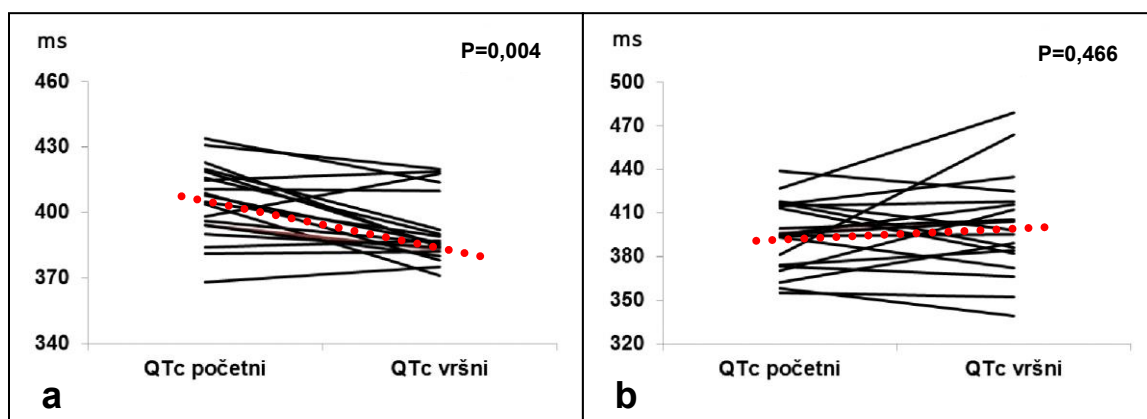 ms
P=0,004
460
430
400
370
340
QTc početni QTc vršni
a
ms
P=0,466
500
470
440
410
380
350
320
QTc početni QTc vršni
b